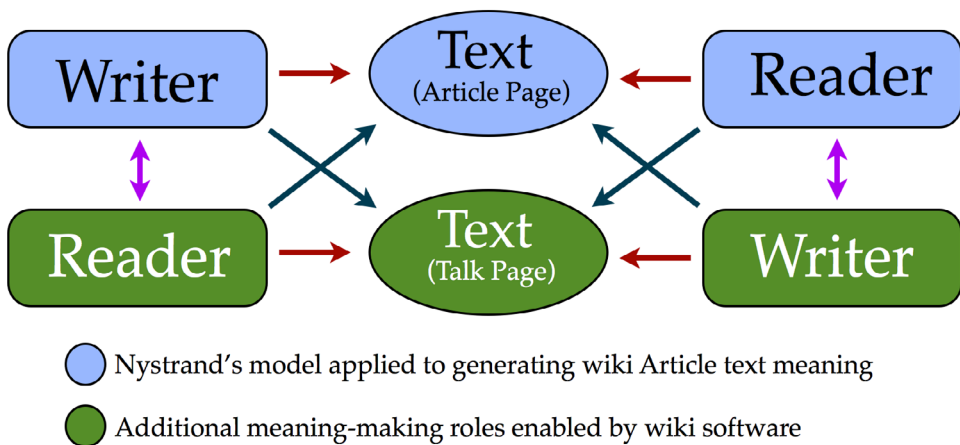 Writer
Text
(Article Page)
Reader
Reader
Text
(Talk Page)
Writer
Nystrand’s model applied to generating wiki Article text meaning
Additional meaning-making roles enabled by wiki software